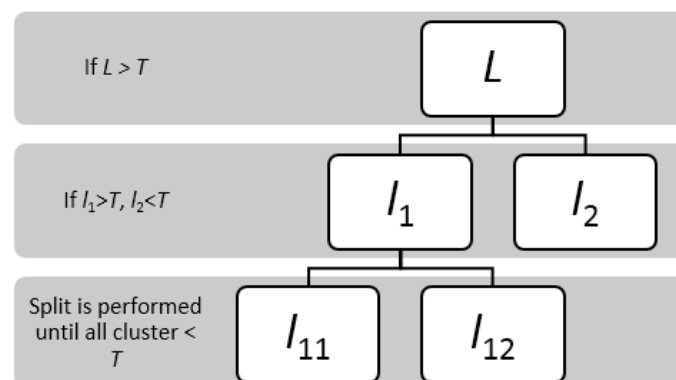 If L > T
L
If l₁>T, l₂<T
l₁
l₂
Split is performed
until all cluster <
T
l₁₁
l₁₂